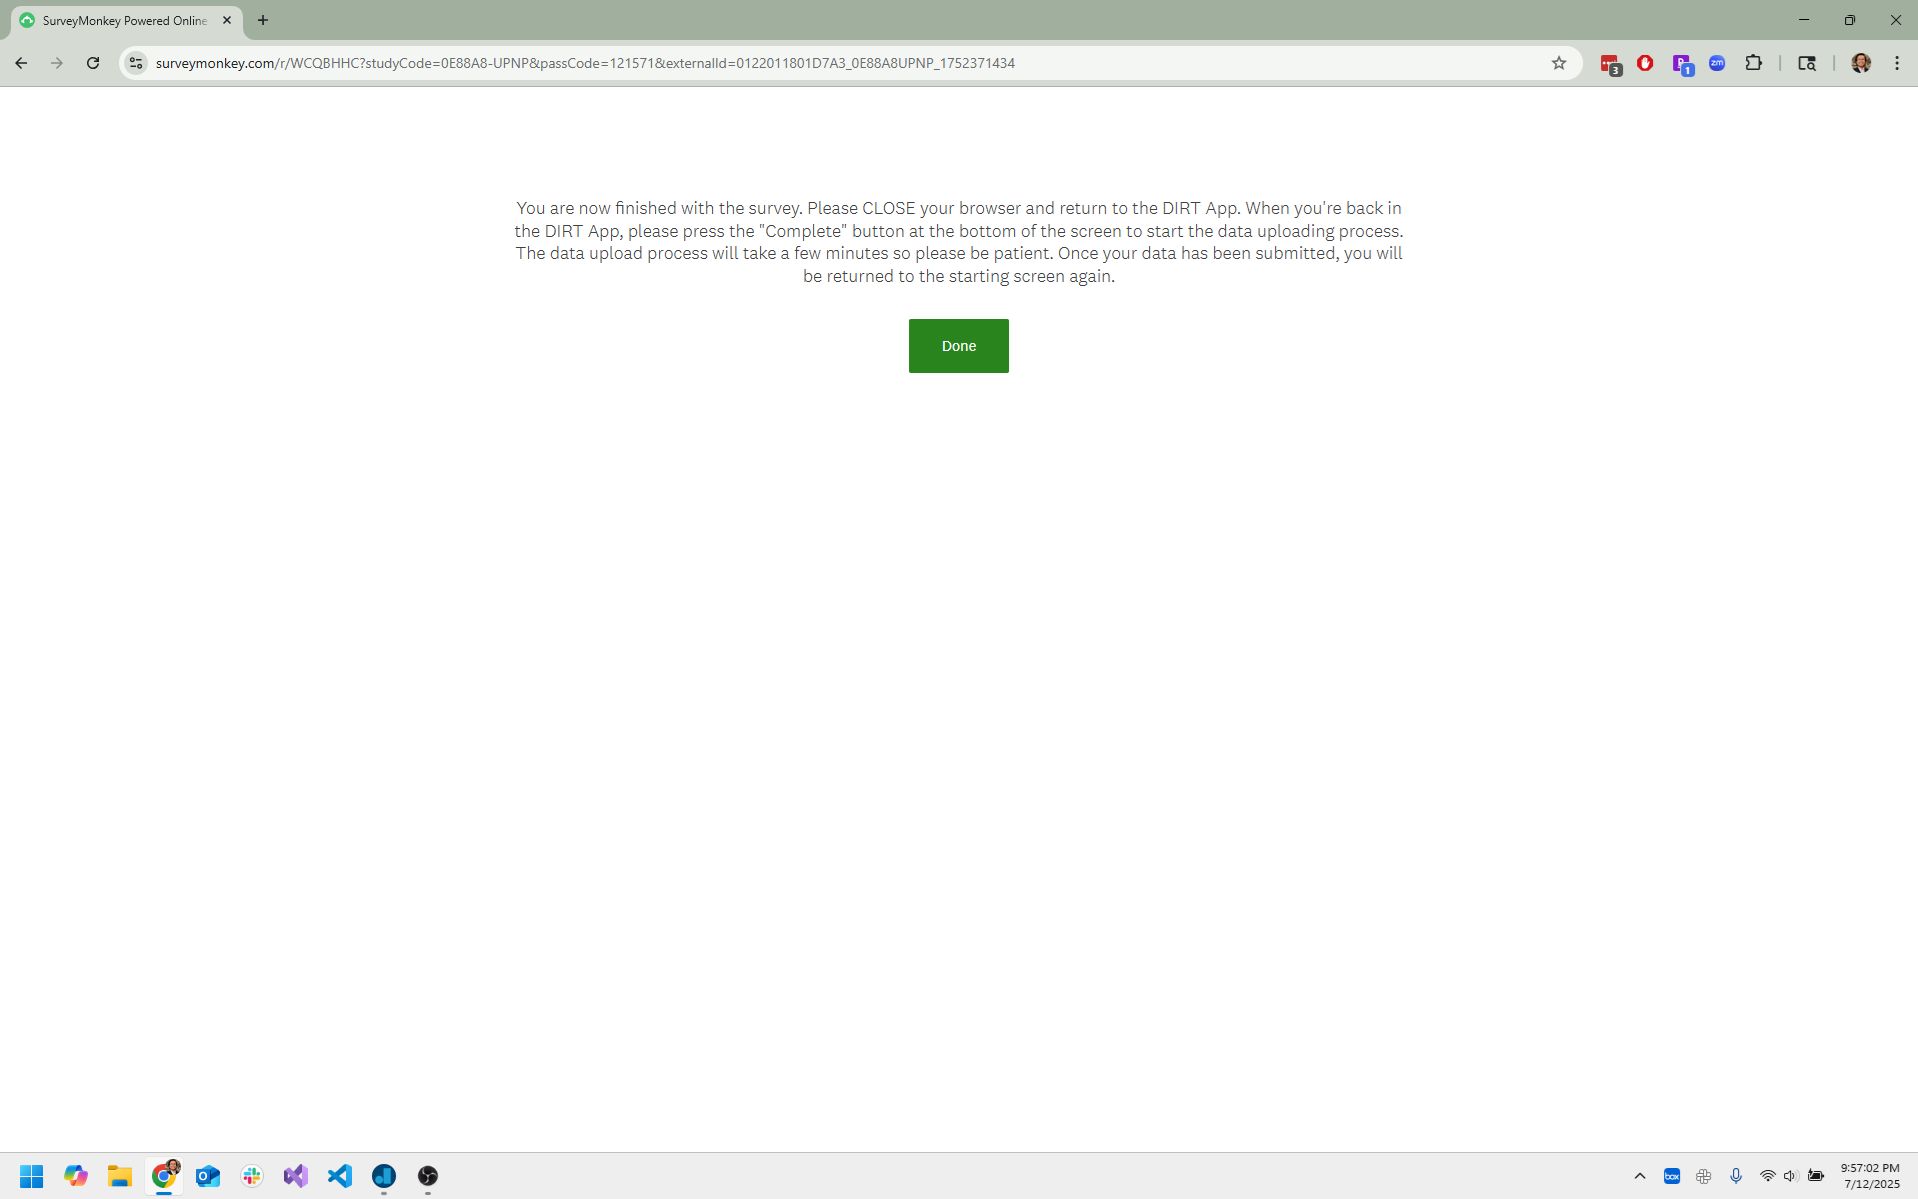 SurveyMonkey Powered Online
surveymonkey.com/r/WCQBHHC?studyCode=0E88A8-UPNP&passCode=121571&externalId=0122011801D7A3_0E88A8UPNP_1752371434
3
1
zm
You are now finished with the survey. Please CLOSE your browser and return to the DIRT App. When you're back in
the DIRT App, please press the "Complete" button at the bottom of the screen to start the data uploading process.
The data upload process will take a few minutes so please be patient. Once your data has been submitted, you will
be returned to the starting screen again.
Done
box
9:57:02 PM
7/12/2025